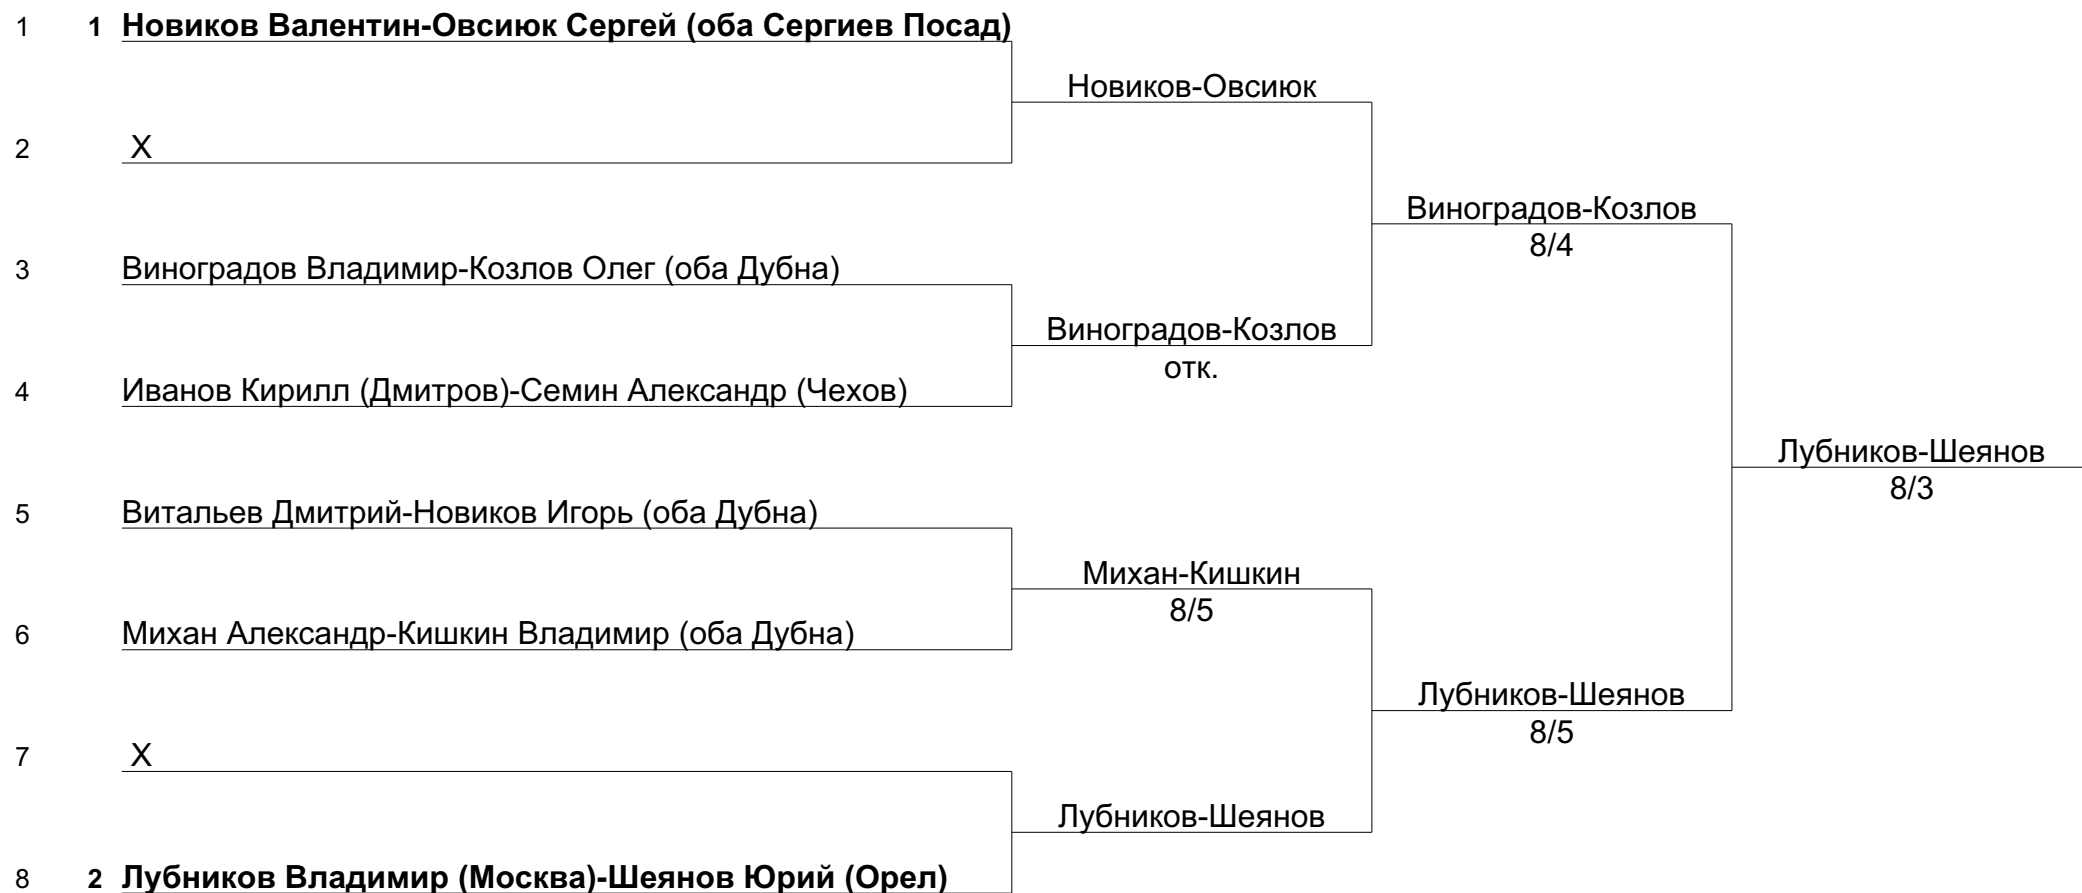 1 1 Новиков Валентин-Овсиюк Сергей (оба Сергиев Посад)
Новиков-Овсиюк
2 X
Виноградов-Козлов
8/4
3 Виноградов Владимир-Козлов Олег (оба Дубна)
Виноградов-Козлов
отк.
4 Иванов Кирилл (Дмитров)-Семин Александр (Чехов)
Лубников-Шеянов
8/3
5 Витальев Дмитрий-Новиков Игорь (оба Дубна)
Михан-Кишкин
8/5
6 Михан Александр-Кишкин Владимир (оба Дубна)
Лубников-Шеянов
8/5
7 X
Лубников-Шеянов
8 2 Лубников Владимир (Москва)-Шеянов Юрий (Орел)